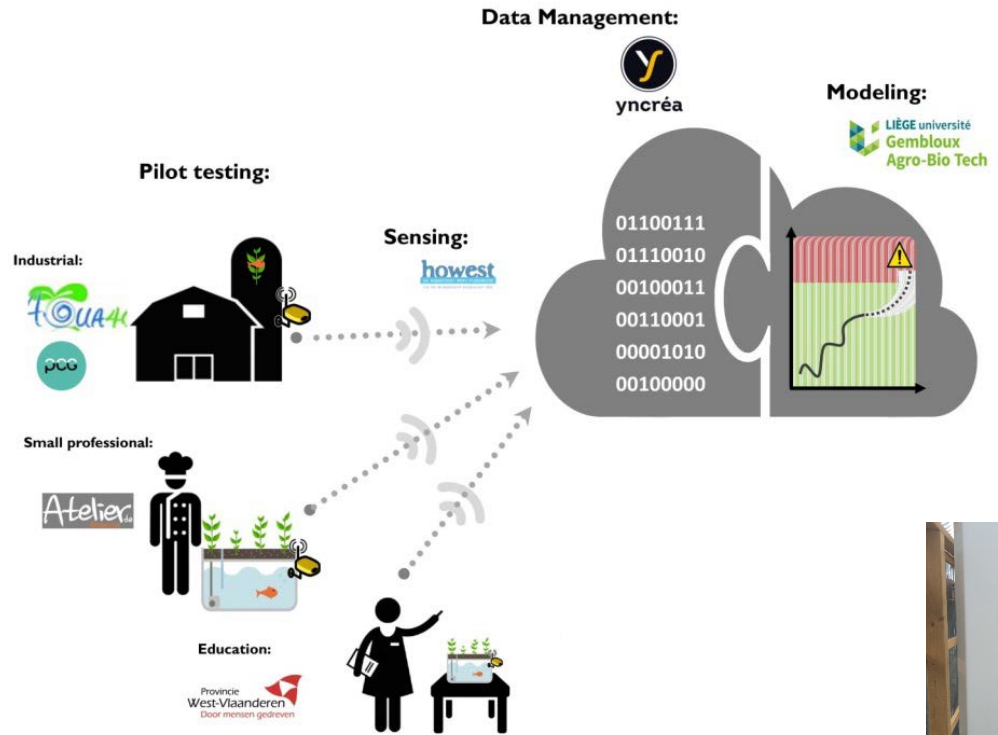 Data Management:
yncréa
Modeling:
LIÈGE université
Gembloux
Agro-Bio Tech
Pilot testing:
Sensing:
howest
Industrial:
pcg
01100111
01110010
00100011
00110001
00001010
00100000
Small professional:
Atelier
Education:
Provincie
West-Vlaanderen
Door mensen gedreven